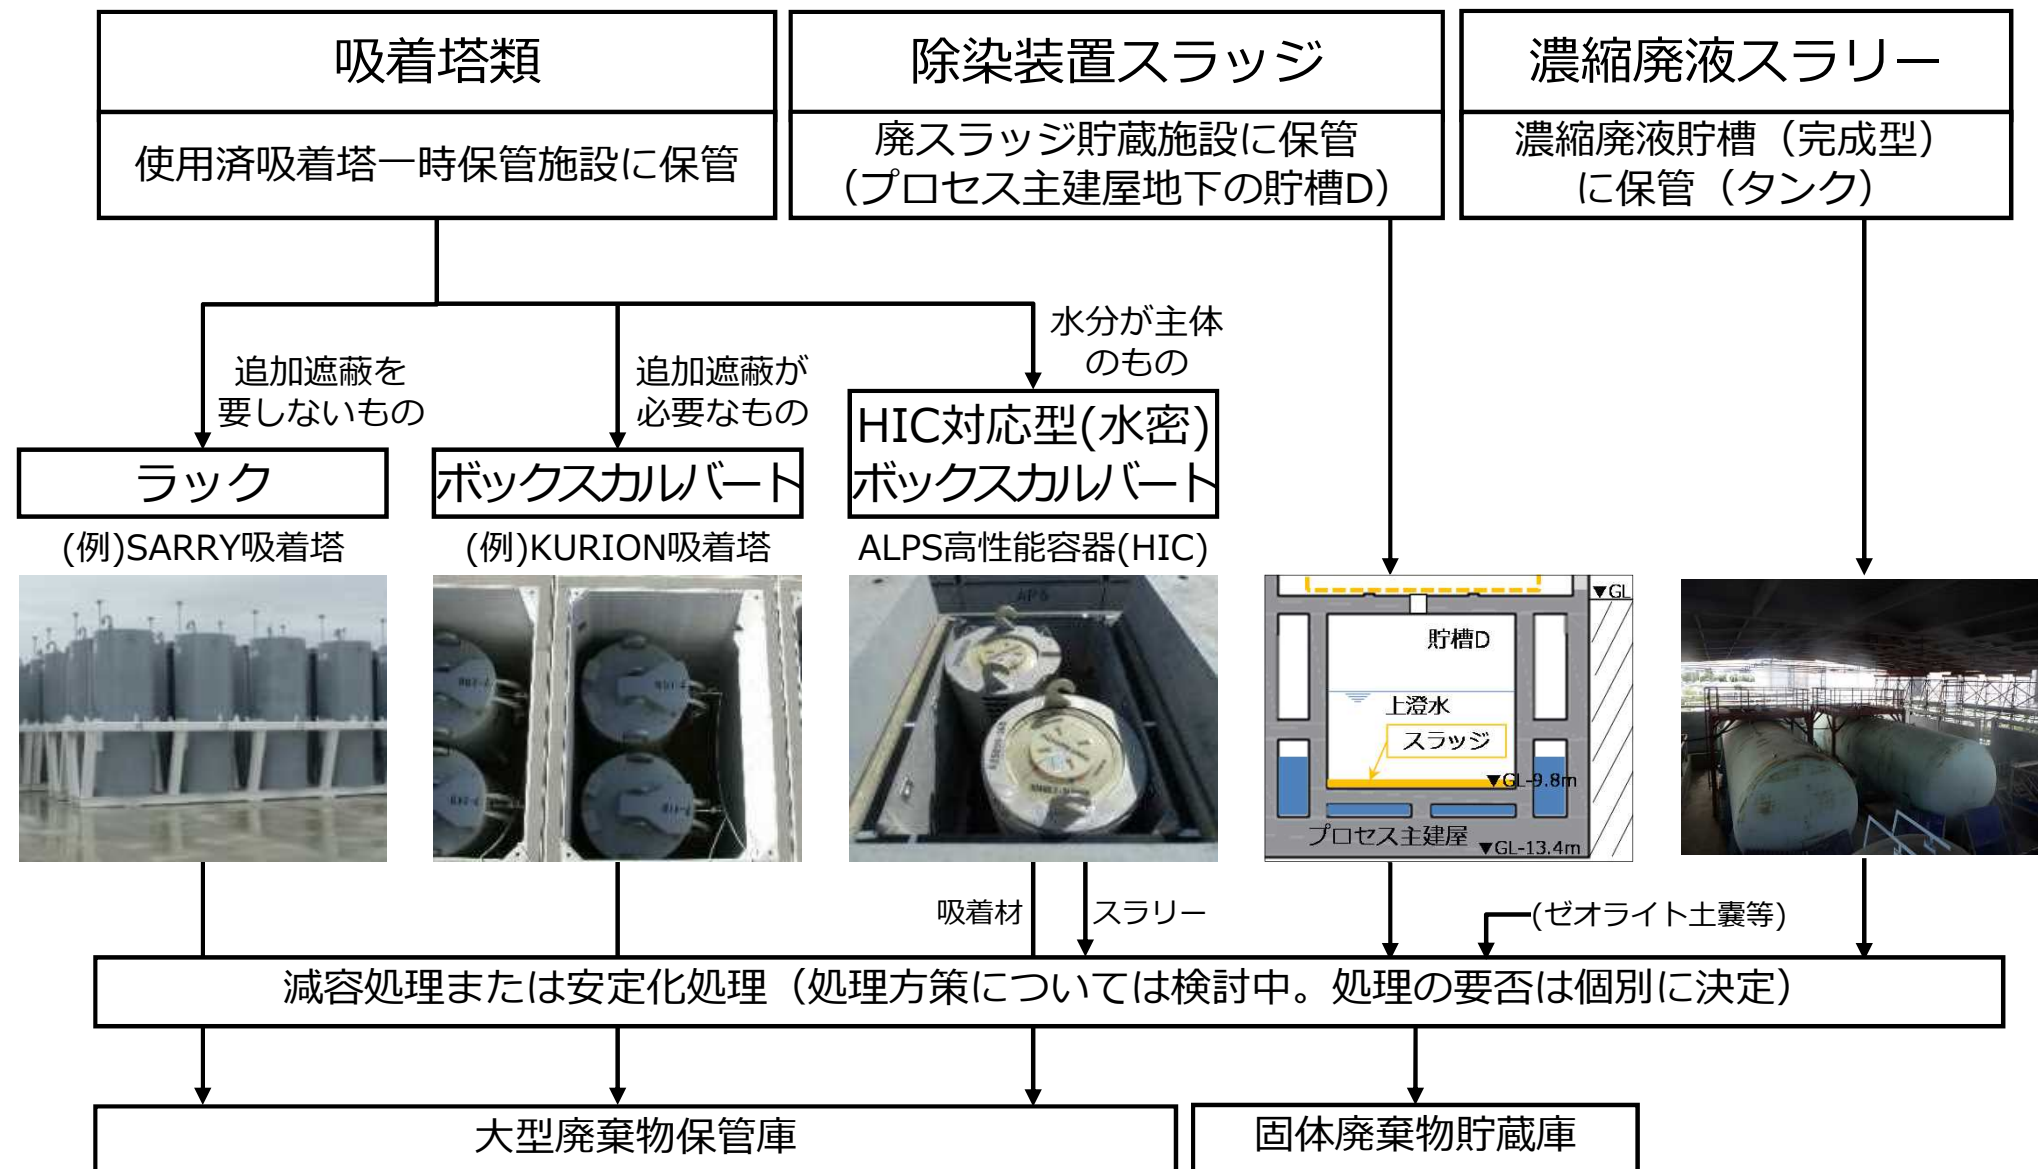 吸着塔類
使用済吸着塔一時保管施設に保管
除染装置スラッジ
廃スラッジ貯蔵施設に保管
（プロセス主建屋地下の貯槽D）
濃縮廃液スラリー
濃縮廃液貯槽（完成型）
に保管（タンク）
追加遮蔽を
要しないもの
追加遮蔽が
必要なもの
水分が主体
のもの
ラック
(例)SARRY吸着塔
ボックスカルバート
(例)KURION吸着塔
HIC対応型(水密)
ボックスカルバート
ALPS高性能容器(HIC)
▼GL
貯槽D
上澄水
スラッジ
▼GL-9.8m
プロセス主建屋
▼GL-13.4m
吸着材
スラリー
(ゼオライト土嚢等)
減容処理または安定化処理（処理方策については検討中。処理の要否は個別に決定）
大型廃棄物保管庫
固体廃棄物貯蔵庫